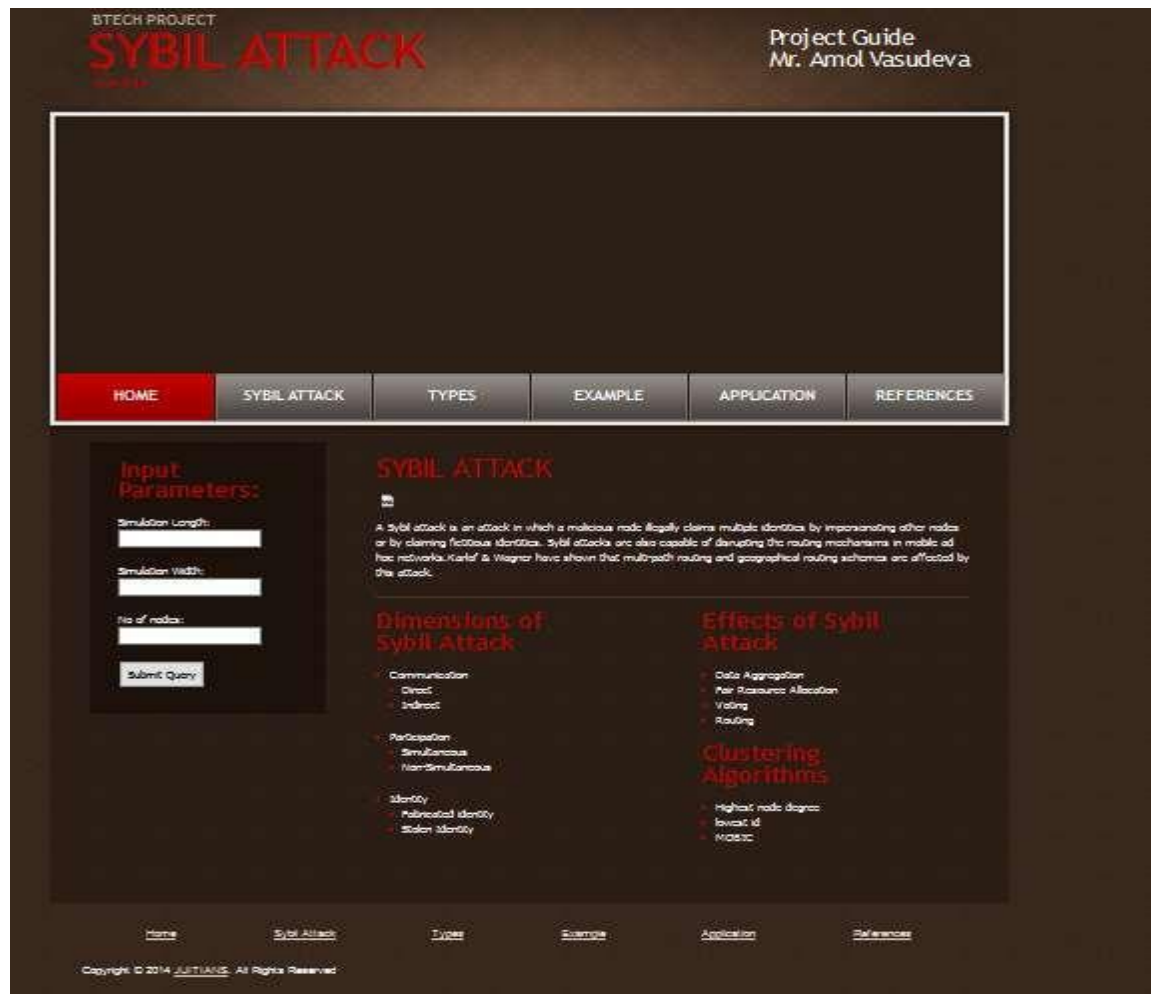 BTECH PROJECT
SYBIL ATTACK
Project Guide
Mr. Amol Vasudeva
HOME
SYBIL ATTACK
TYPES
EXAMPLE
APPLICATION
REFERENCES
Input
Parameters:
Simulation Length:
Simulation Width:
No of nodes:
Submit Query
SYBIL ATTACK
A Sybil attack is an attack in which a malicious node illegally claims multiple identities by impersonating other nodes
or by claiming fictitious identities. Sybil attacks are also capable of disrupting the routing mechanisms in mobile ad
hoc networks.Karlof & Wagner have shown that multi-path routing and geographical routing schemes are affected by
this attack.
Dimensions of
Sybil Attack
Communication
Direct
Indirect
Participation
Simultaneous
Non-Simultaneous
Identity
Fabricated identity
Stolen Identity
Effects of Sybil
Attack
Data Aggregation
Fair Resource Allocation
Voting
Routing
Clustering
Algorithms
Highest node degree
lowest id
MOBIC
Home
Sybil Attack
Types
Example
Application
References
Copyright © 2014 JUITIANS. All Rights Reserved